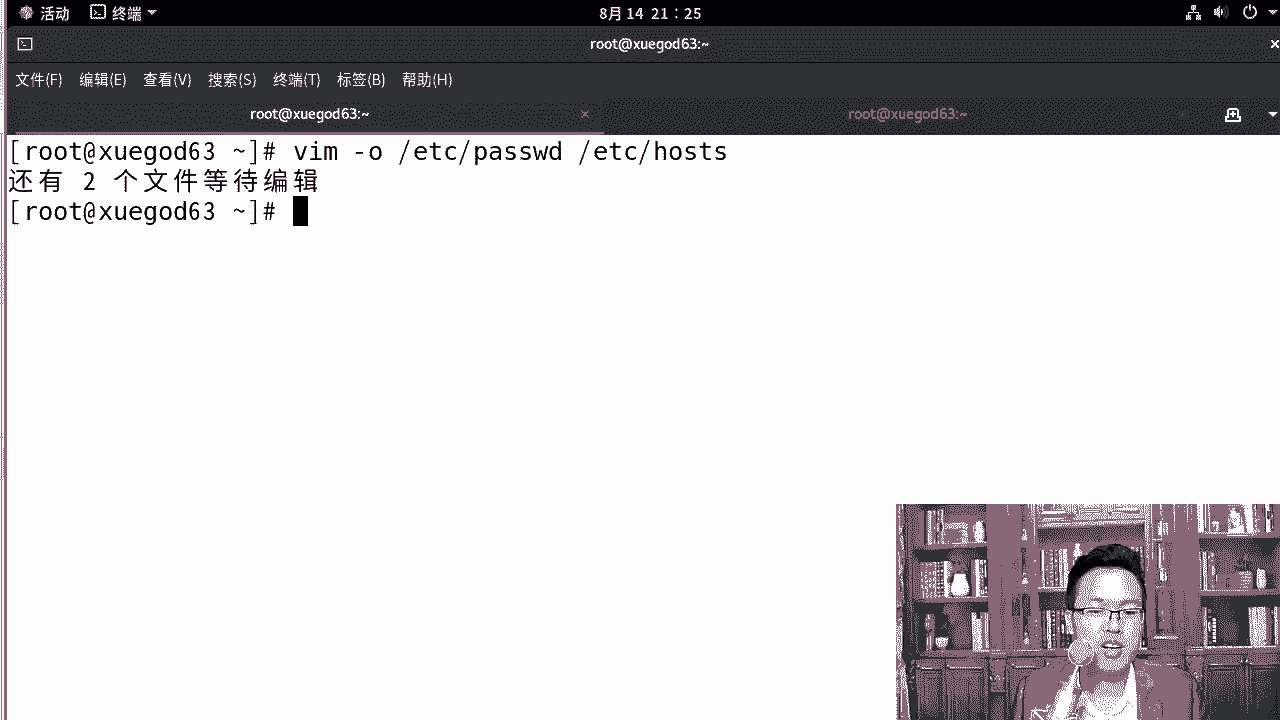 活动 终端 8月 14 21：25
root@xuegod63:~
文件(F) 编辑(E) 查看(V) 搜索(S) 终端(T) 标签(B) 帮助(H)
root@xuegod63:~ × root@xuegod63:~
[root@xuegod63 ~]# vim -o /etc/passwd /etc/hosts
还有 2 个文件等待编辑
[root@xuegod63 ~]#